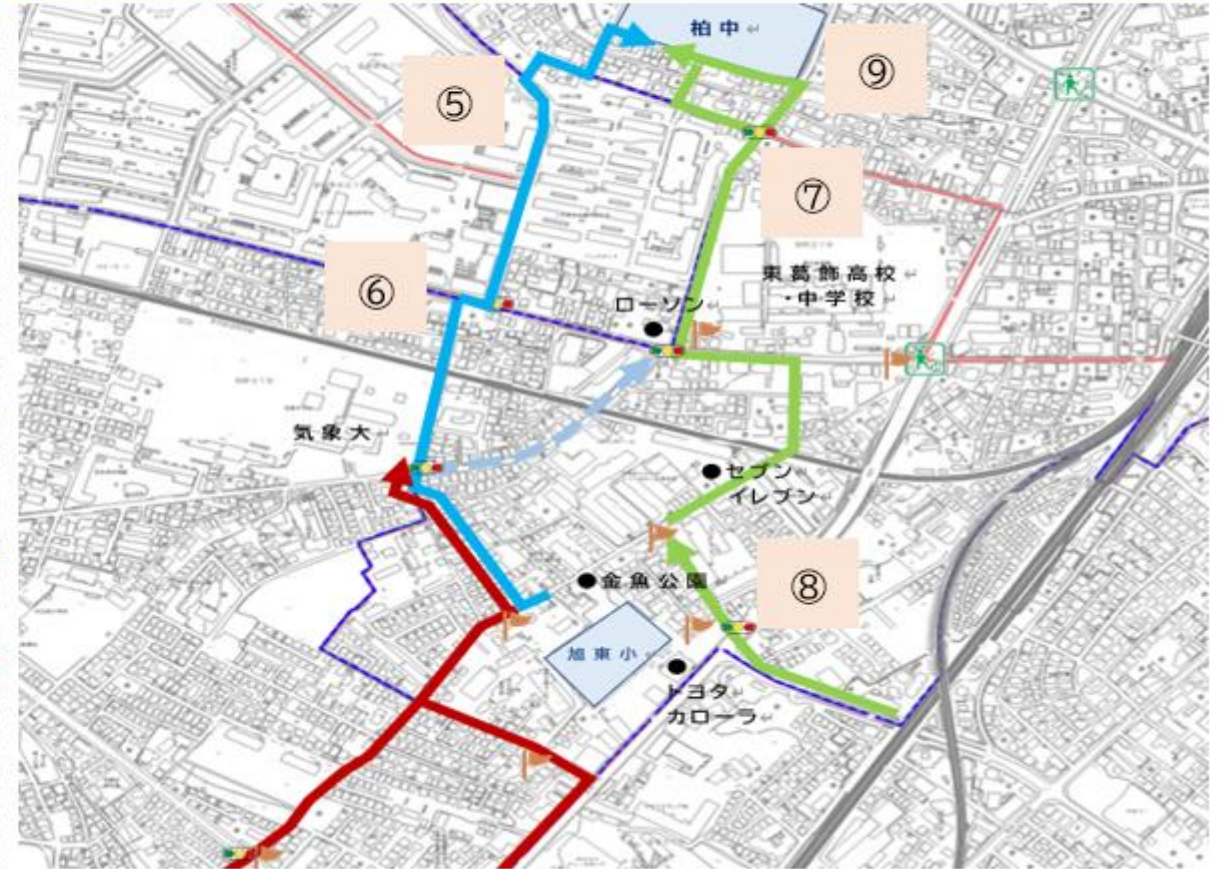 柏中
⑨
⑤
⑦
東葛飾高校
・中学校
⑥
ローソン
気象大
セブン
イレブン
金魚公園
⑧
旭東小
トヨタ
カローラ